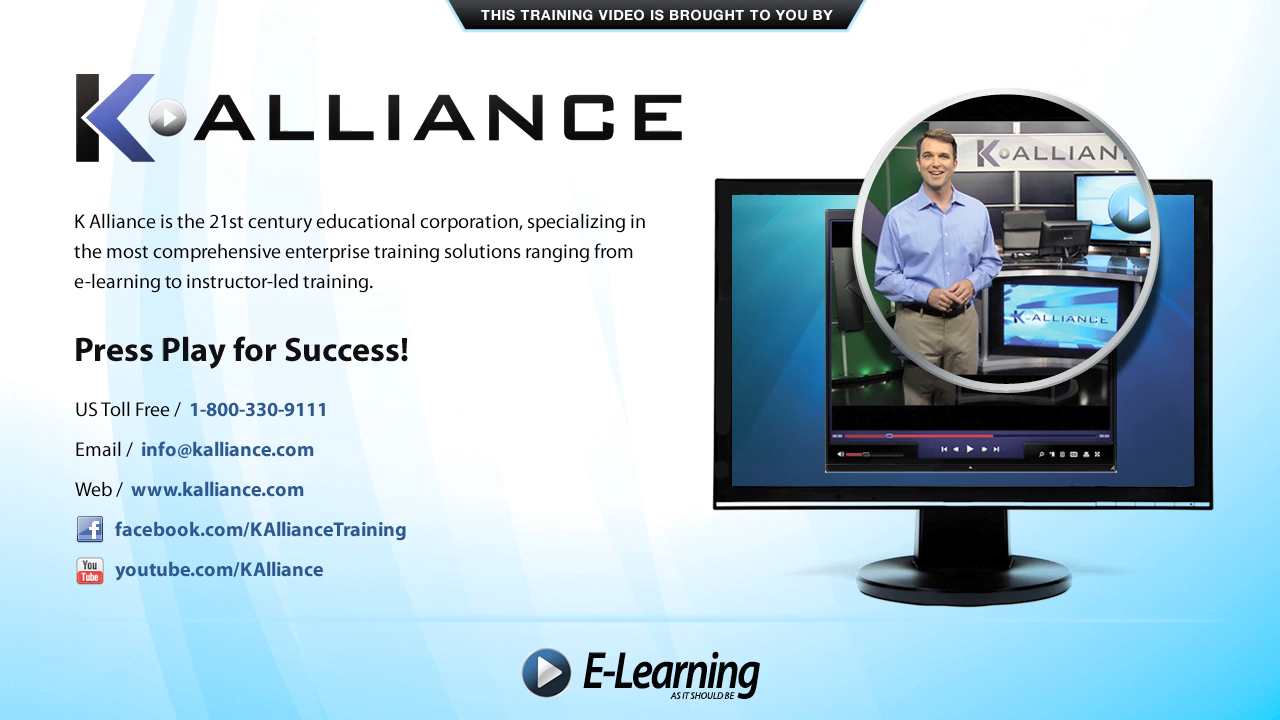 THIS TRAINING VIDEO IS BROUGHT TO YOU BY
K ALLIANCE
K ALLIAN
K Alliance is the 21st century educational corporation, specializing in
the most comprehensive enterprise training solutions ranging from
e-learning to instructor-led training.
K ALLIANCE
Press Play for Success!
US Toll Free / 1-800-330-9111
Email / info@kalliance.com
Web / www.kalliance.com
facebook.com/KAllianceTraining
You Tube youtube.com/KAlliance
E-Learning
AS IT SHOULD BE